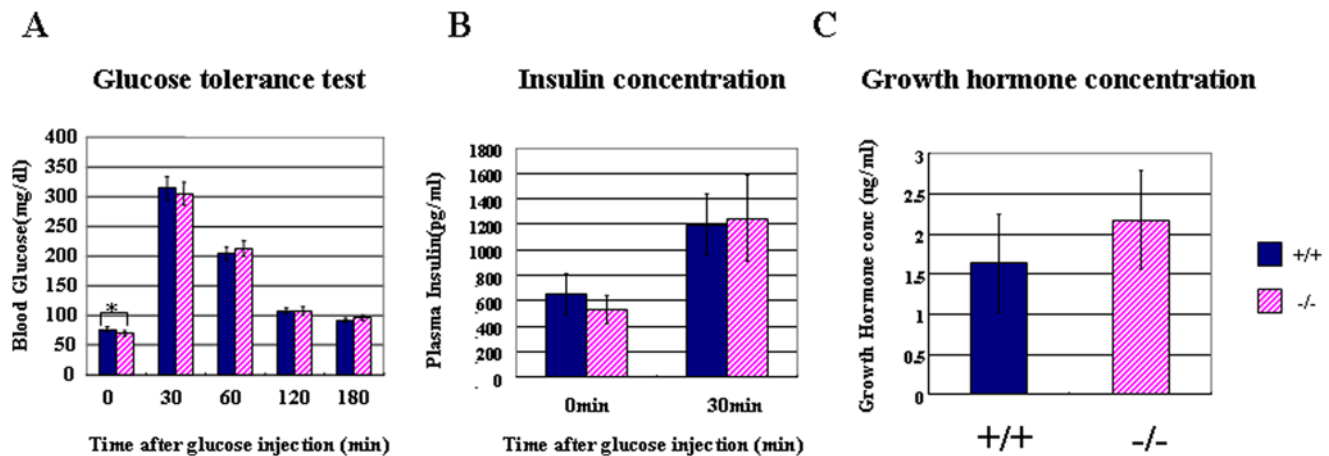 A
Glucose tolerance test
Blood Glucose(mg/dl)
400
350
300
250
200
150
100
50
0
*
0 30 60 120 180
Time after glucose injection (min)
B
Insulin concentration
Plasma Insulin(pg/ml)
1800
1600
1400
1200
1000
800
600
400
200
0
0min 30min
Time after glucose injection (min)
C
Growth hormone concentration
Growth Hormone conc (ng/ml)
3
2.5
2
1.5
1
0.5
0
+/+ -/-
+/+
-/-